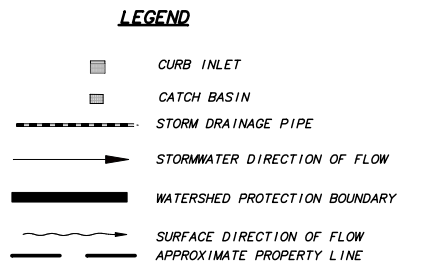 LEGEND
CURB INLET
CATCH BASIN
STORM DRAINAGE PIPE
STORMWATER DIRECTION OF FLOW
WATERSHED PROTECTION BOUNDARY
SURFACE DIRECTION OF FLOW
APPROXIMATE PROPERTY LINE